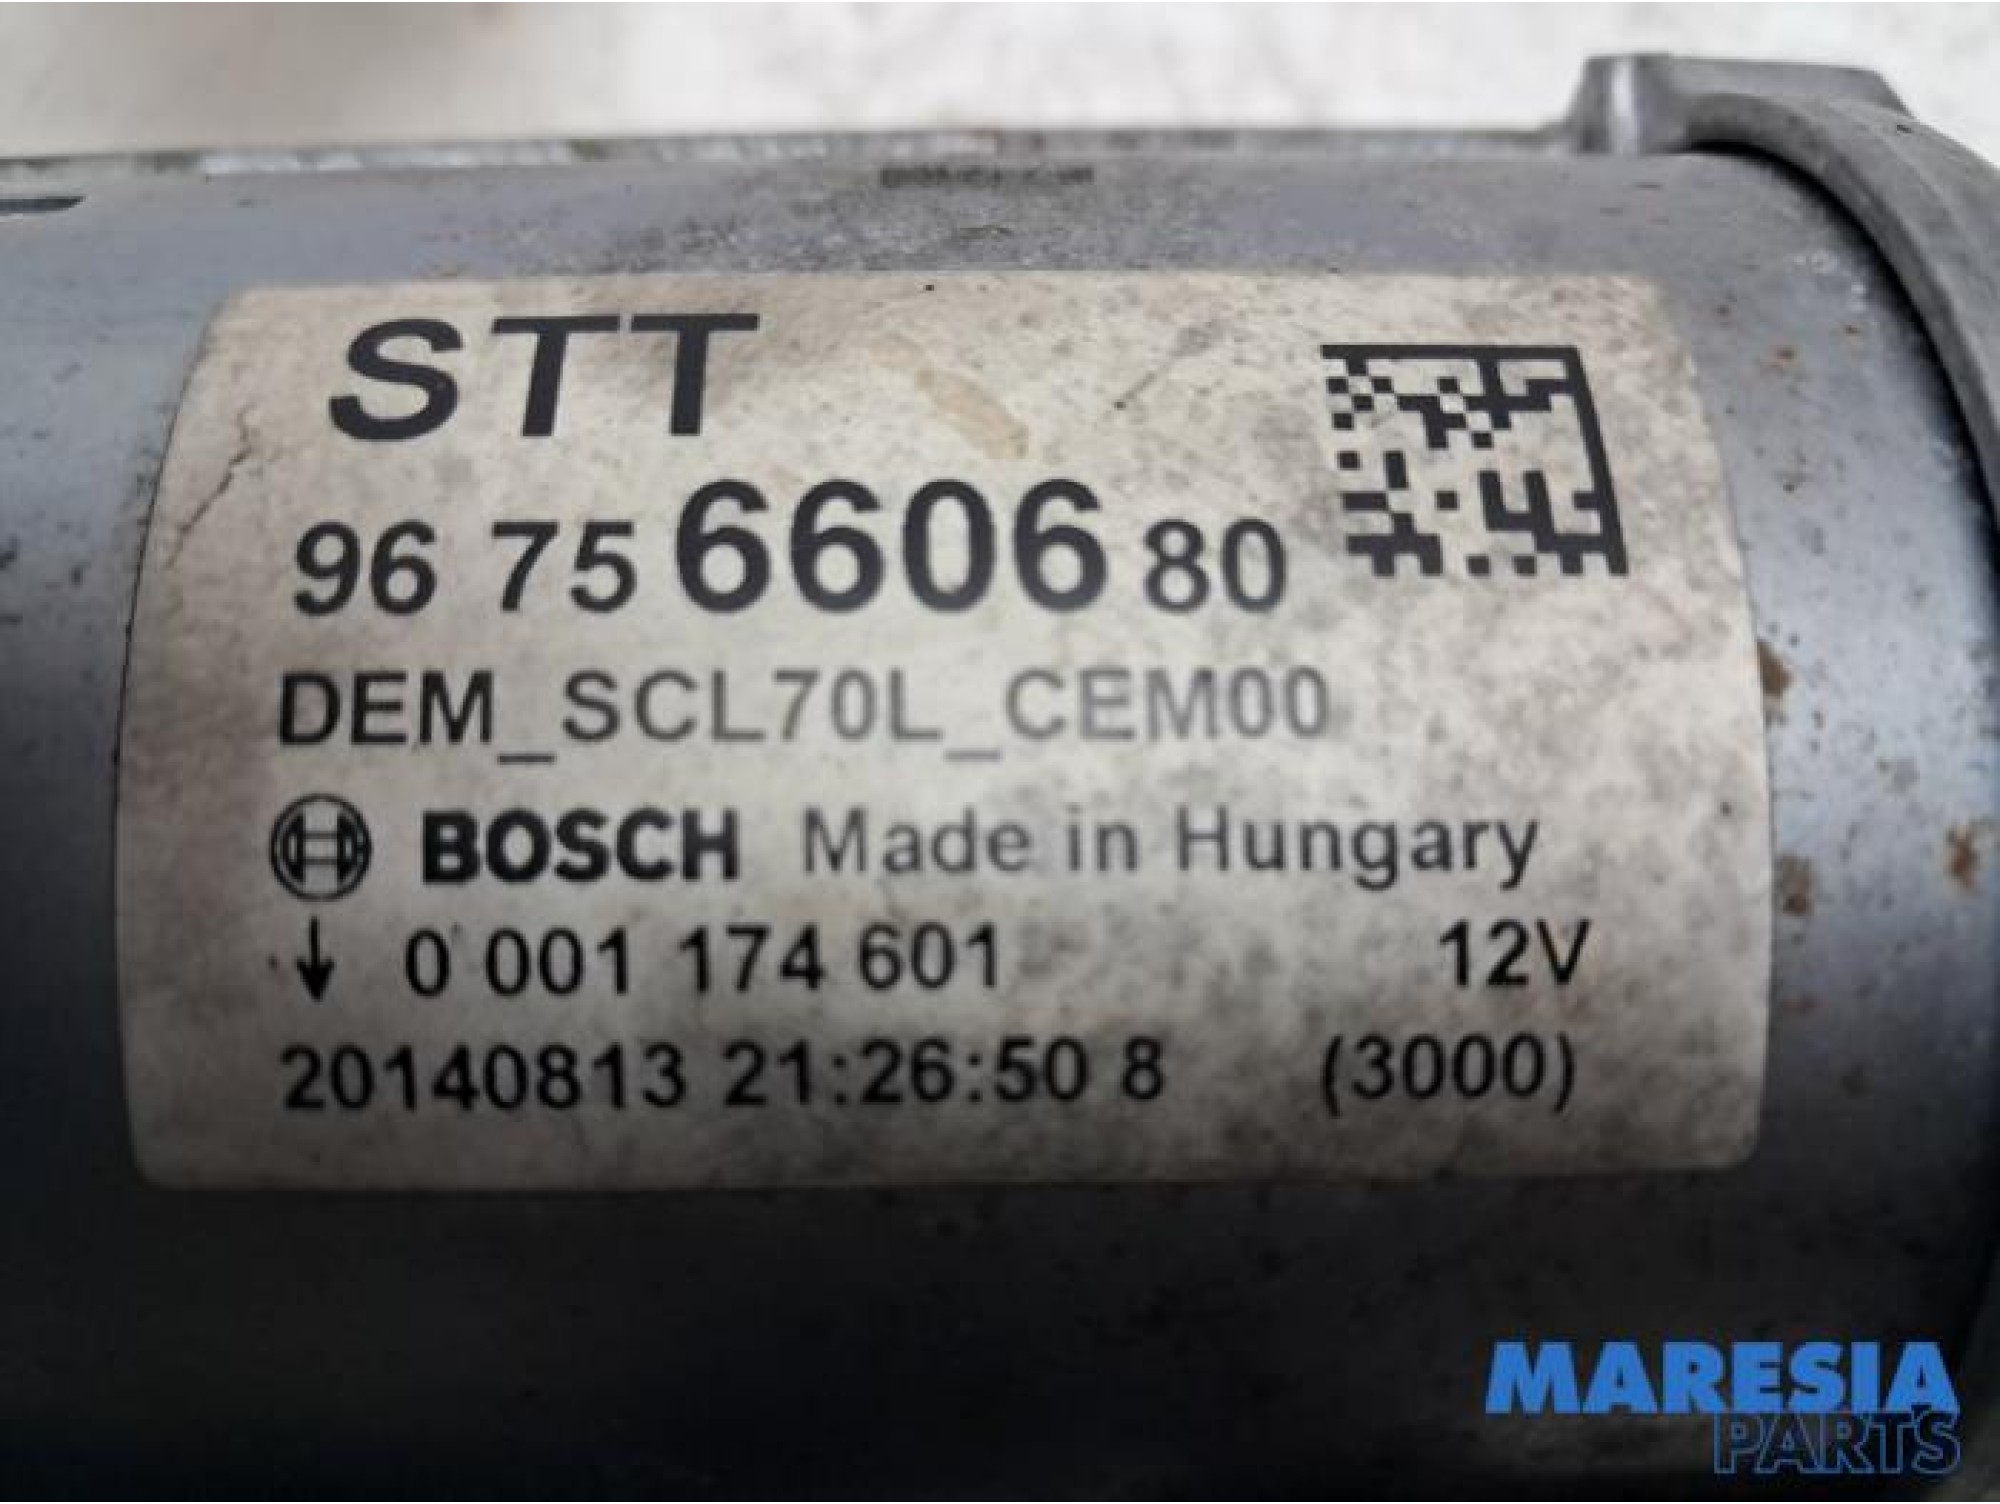 STT
96 75 6606 80
DEM_SCL70L_CEM00
BOSCH Made in Hungary
↓ 0 001 174 601 12V
20140813 21:26:50 8 (3000)
MARESIA
PARTS